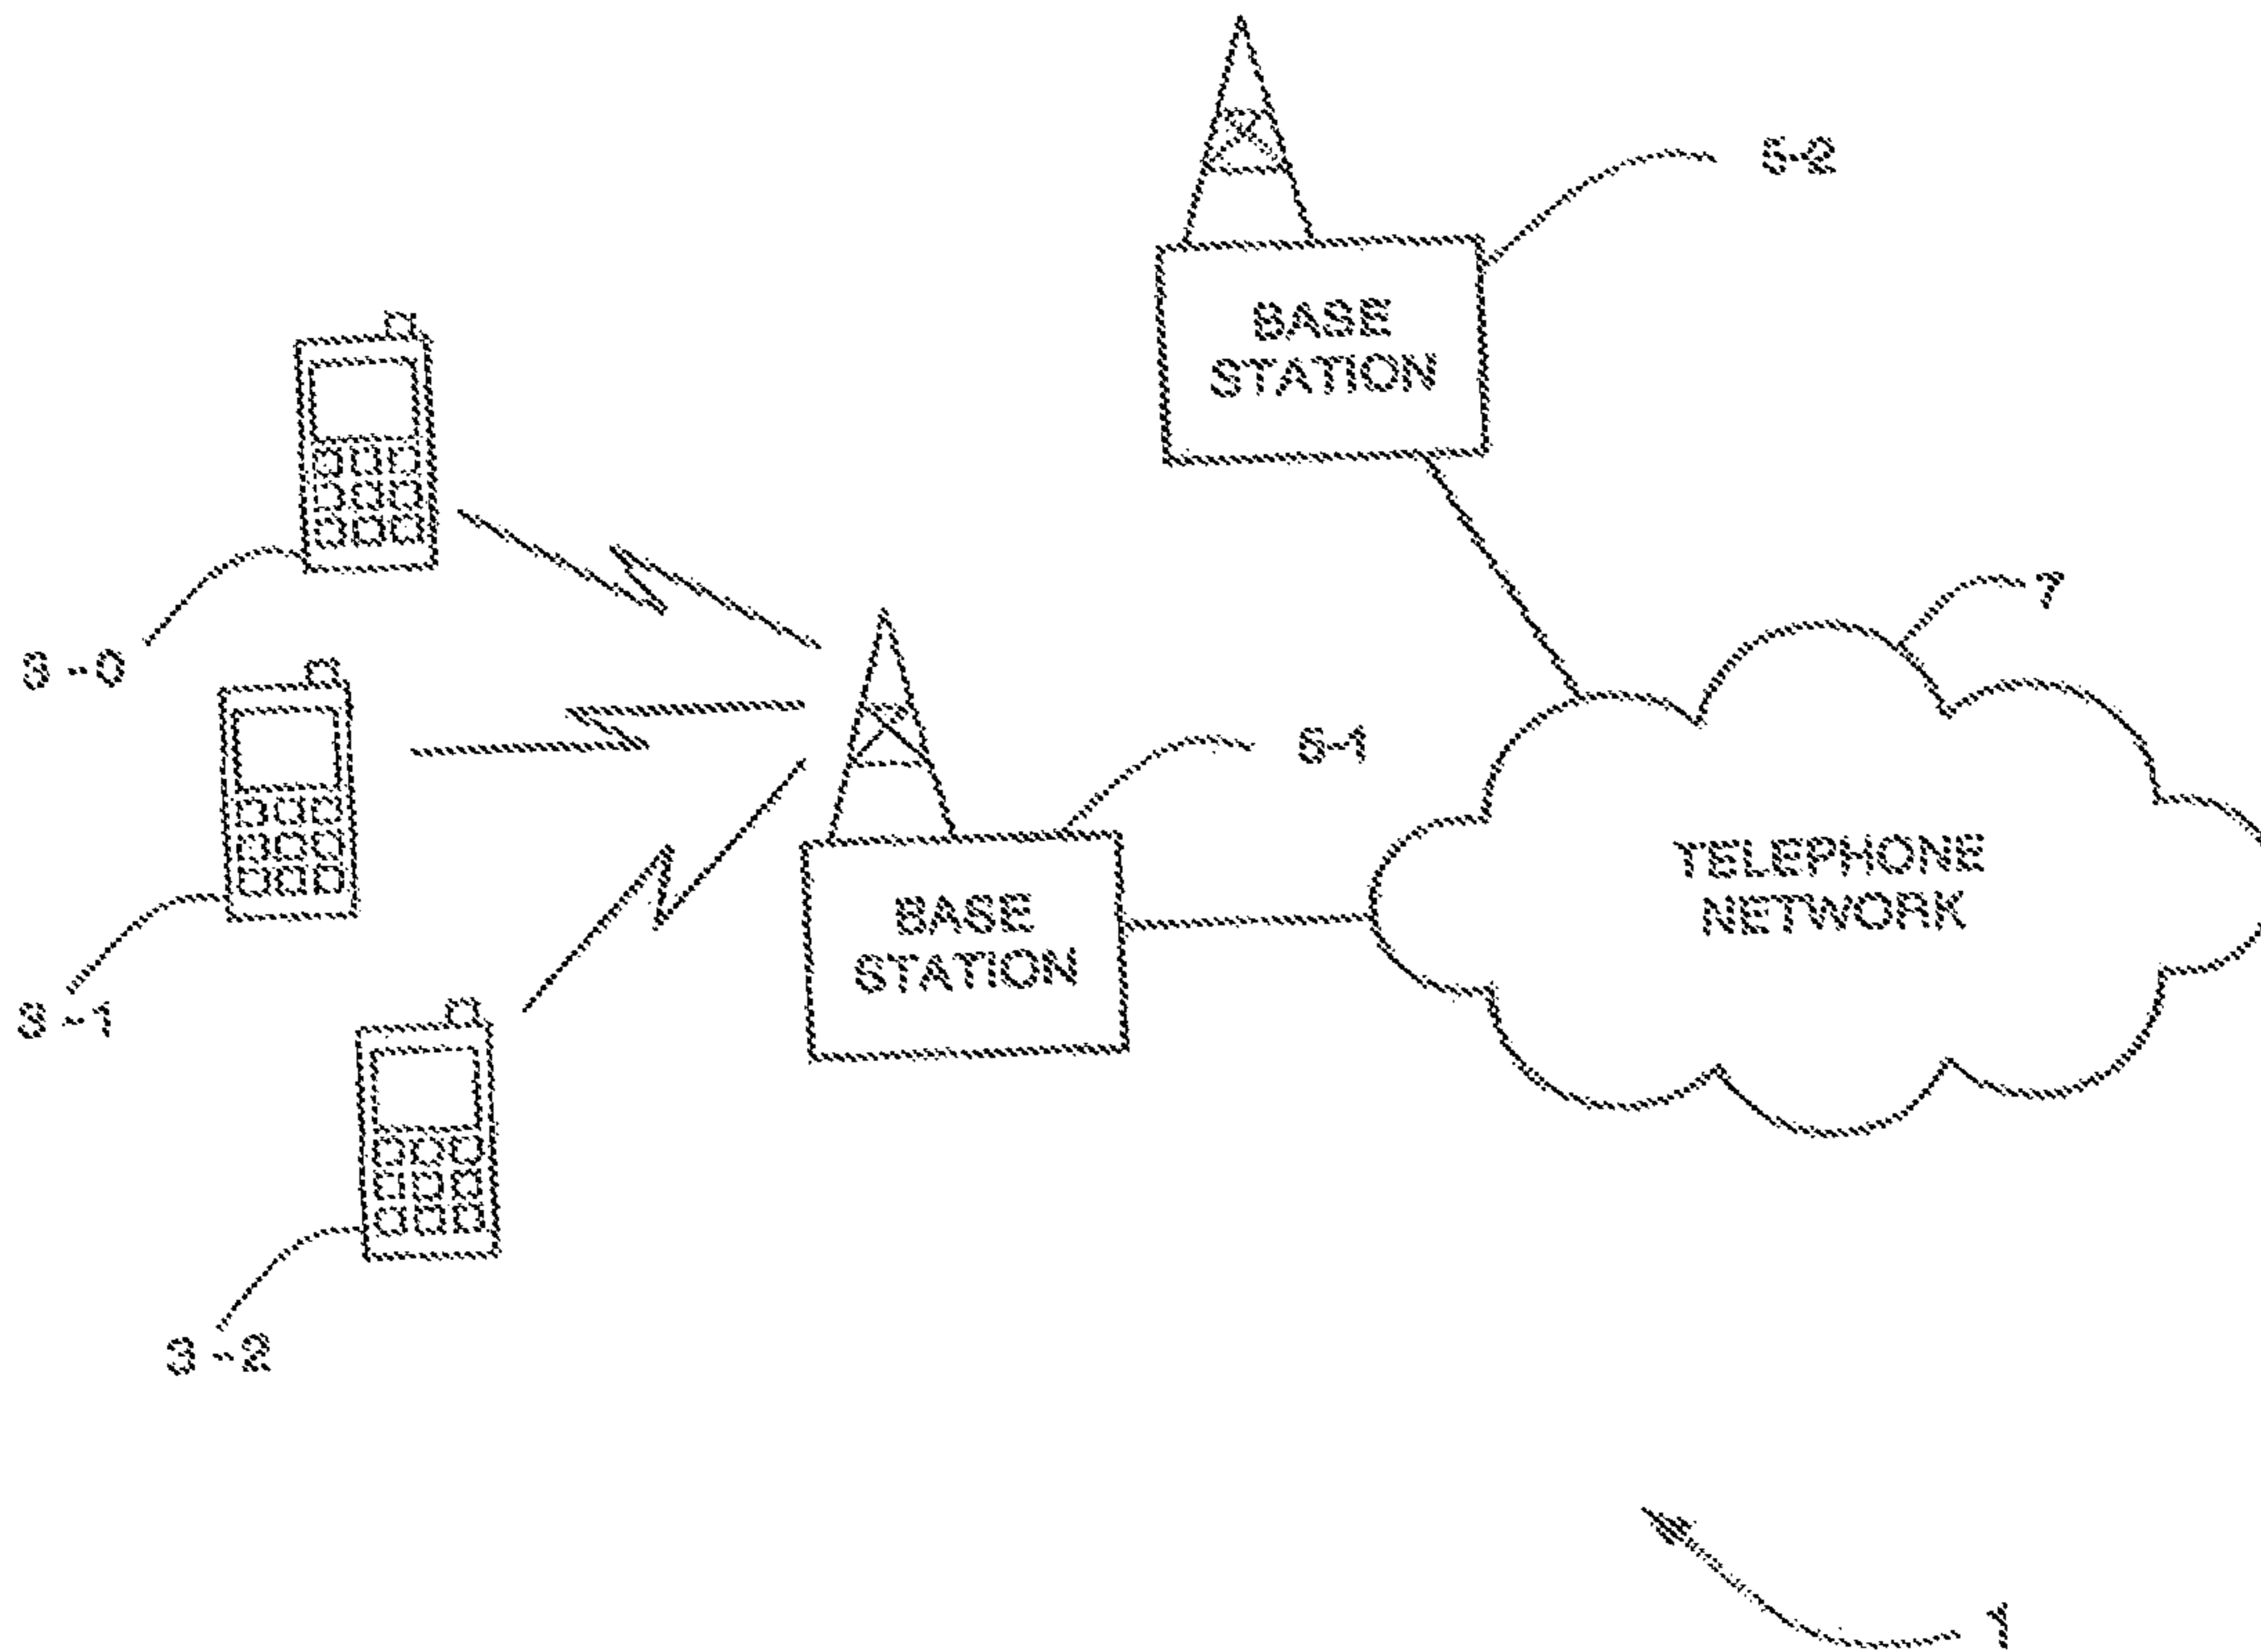 5-2
BASE
STATION
7
3-0
5-1
TELEPHONE
NETWORK
BASE
STATION
3-1
3-2
1